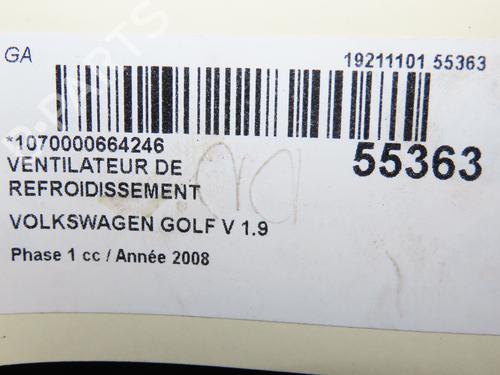 GA
19211101 55363
*1070000664246
55363
VENTILATEUR DE
REFROIDISSEMENT
VOLKSWAGEN GOLF V 1.9
Phase 1 cc / Année 2008